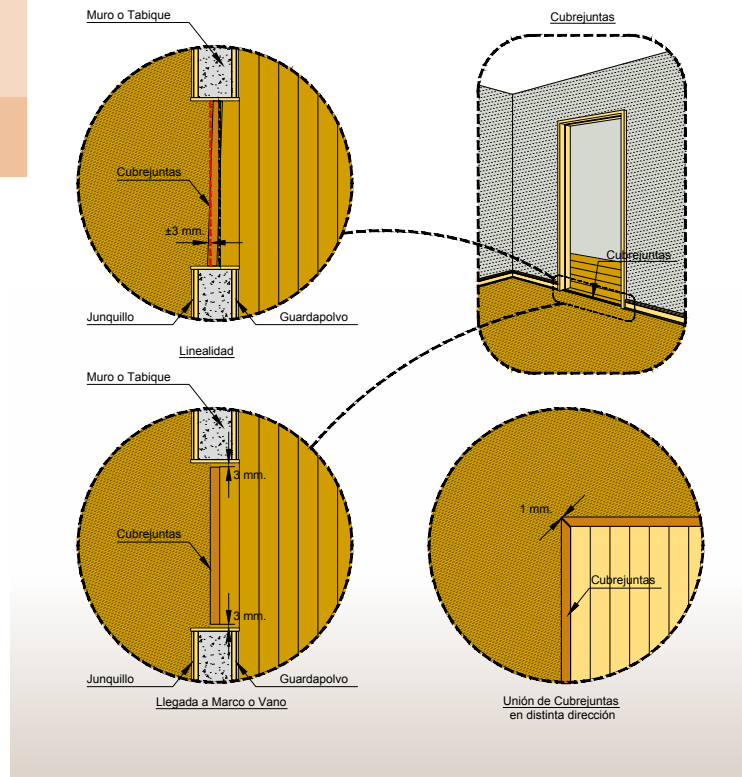 Muro o Tabique
Cubrejuntas
±3 mm.
Junquillo
Guardapolvo
Linealidad
Cubrejuntas
Cubrejuntas
Muro o Tabique
3 mm.
Cubrejuntas
3 mm.
Junquillo
Guardapolvo
Llegada a Marco o Vano
1 mm.
Cubrejuntas
Unión de Cubrejuntas
en distinta dirección